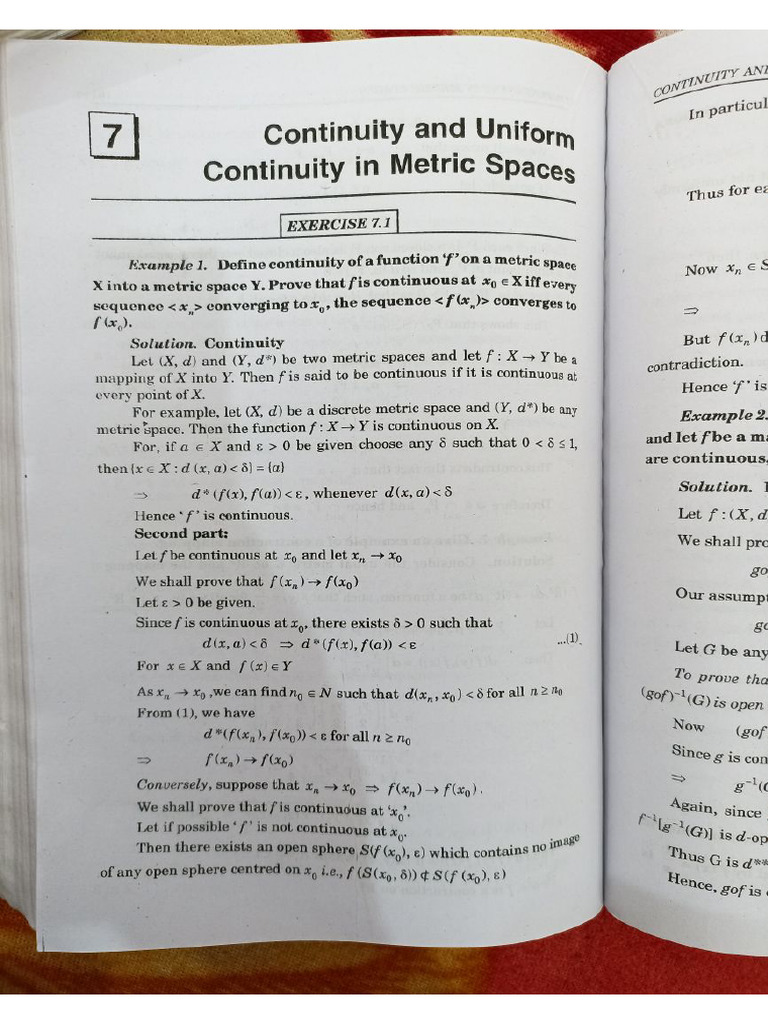 7
Continuity and Uniform
Continuity in Metric Spaces
EXERCISE 7.1
Example 1. Define continuity of a function 'f' on a metric space
X into a metric space Y. Prove that f is continuous at x₀ ∈ X iff every
sequence <xₙ> converging to x₀, the sequence <f(xₙ)> converges to
f(x₀).
Solution. Continuity
Let (X, d) and (Y, d*) be two metric spaces and let f : X → Y be a
mapping of X into Y. Then f is said to be continuous if it is continuous at
every point of X.
For example, let (X, d) be a discrete metric space and (Y, d*) be any
metric space. Then the function f : X → Y is continuous on X.
For, if a ∈ X and ε > 0 be given choose any δ such that 0 < δ ≤ 1,
then {x ∈ X : d (x, a) < δ} = {a}
⇒ d* (f(x), f(a)) < ε, whenever d(x, a) < δ
Hence 'f' is continuous.
Second part:
Let f be continuous at x₀ and let xₙ → x₀
We shall prove that f(xₙ) → f(x₀)
Let ε > 0 be given.
Since f is continuous at x₀, there exists δ > 0 such that
d(x, a) < δ ⇒ d* (f(x), f(a)) < ε ...(1)
For x ∈ X and f (x) ∈ Y
As xₙ → x₀ ,we can find n₀ ∈ N such that d(xₙ, x₀) < δ for all n ≥ n₀
From (1), we have
d*(f(xₙ), f(x₀)) < ε for all n ≥ n₀
⇒ f(xₙ) → f(x₀)
Conversely, suppose that xₙ → x₀ ⇒ f(xₙ) → f(x₀).
We shall prove that f is continuous at 'x₀'.
Let if possible 'f' is not continuous at x₀.
Then there exists an open sphere S(f (x₀), ε) which contains no image
of any open sphere centred on x₀ i.e., f (S(x₀, δ)) ⊄ S(f (x₀), ε)
CONTINUITY AN
In particul
Thus for ea
Now xₙ ∈ S
⇒
But f(xₙ) d
contradiction.
Hence 'f' is
Example 2.
and let f be a ma
are continuous,
Solution.
Let f : (X, d
We shall pro
go
Our assumpt
go
Let G be any
To prove tha
(gof)⁻¹(G) is open
Now (gof
Since g is con
⇒ g⁻¹(
Again, since
f⁻¹[g⁻¹(G)] is d-op
Thus G is d**
Hence, gof is